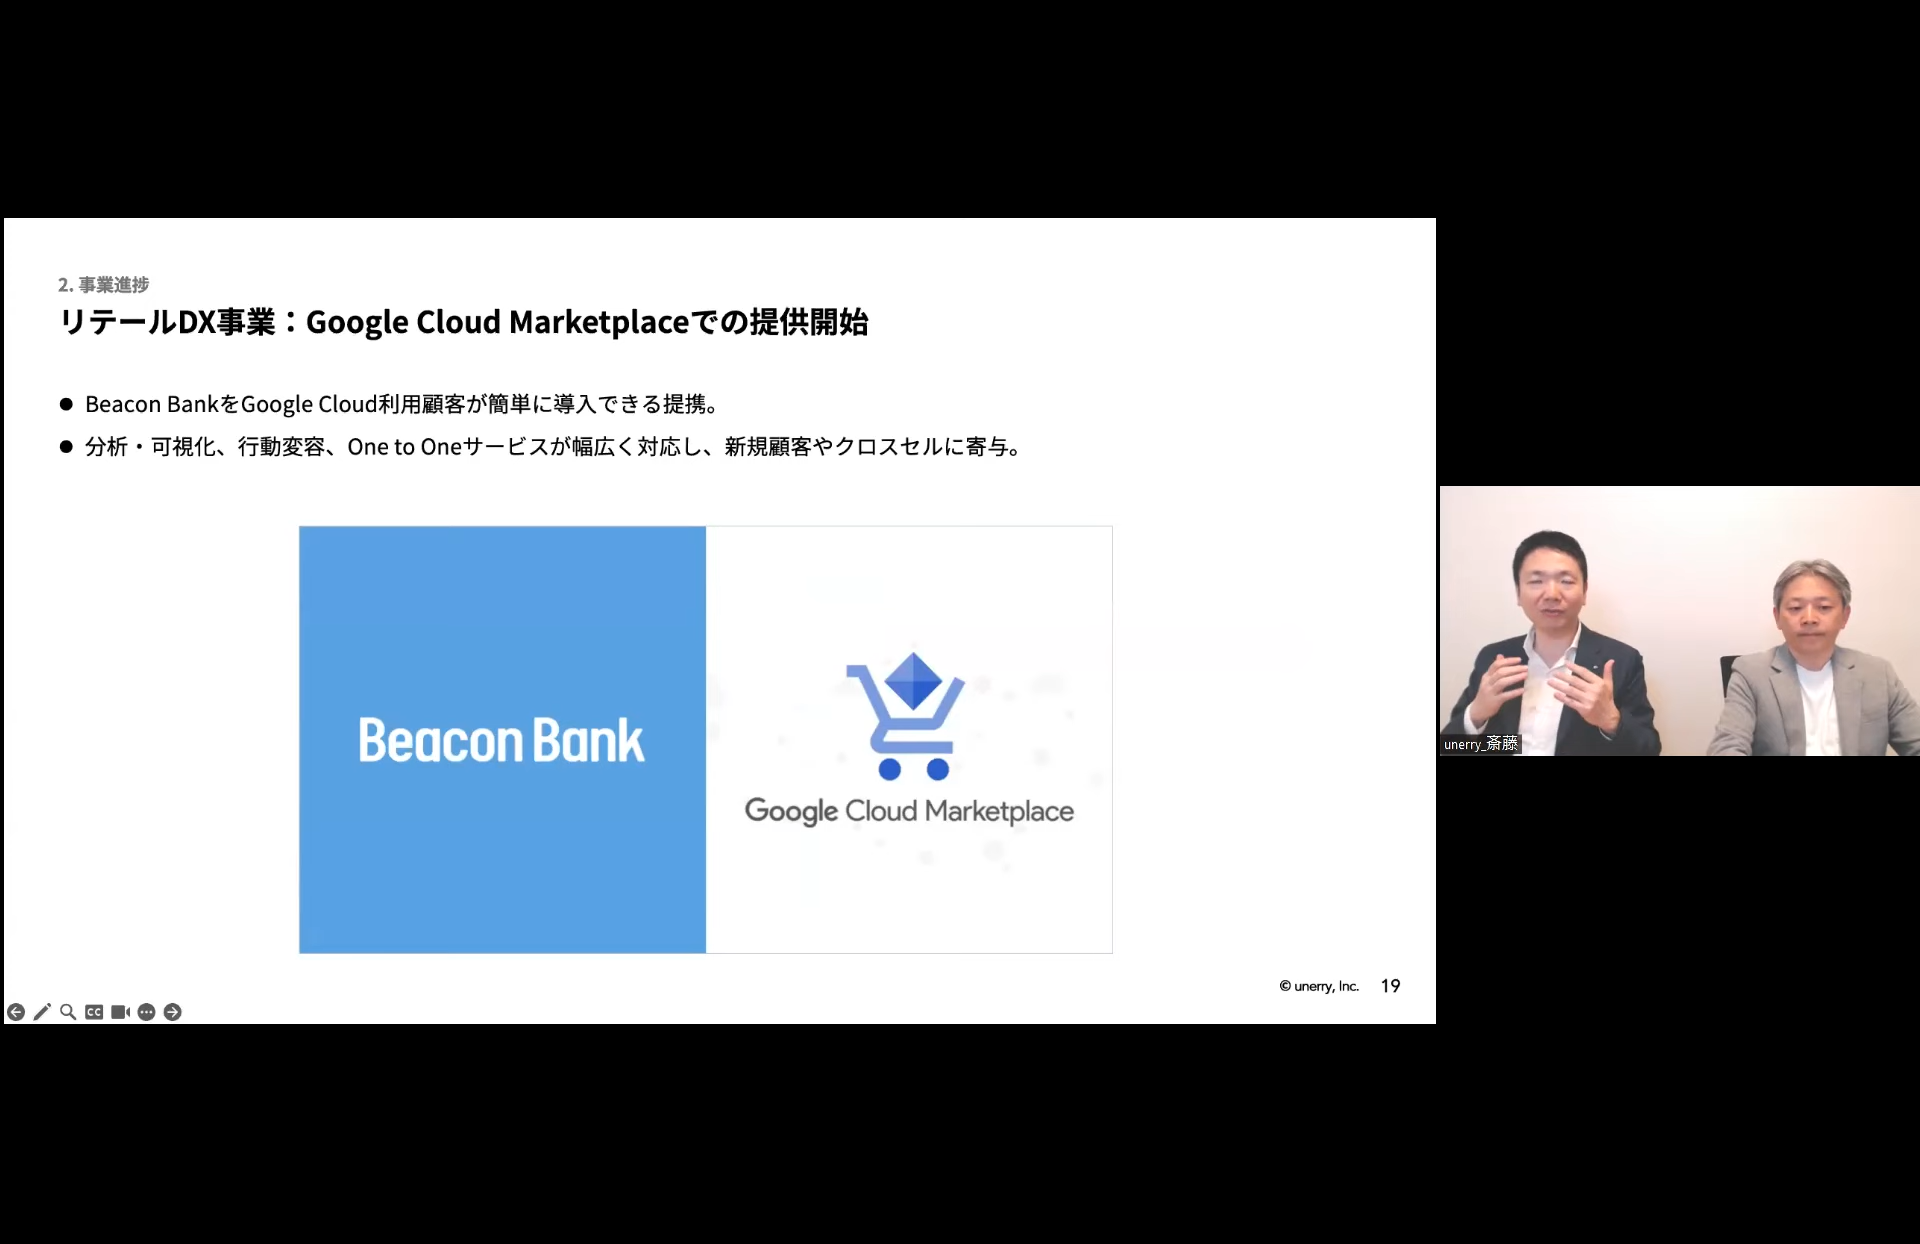 2. 事業進捗
リテールDX事業：Google Cloud Marketplaceでの提供開始
● Beacon BankをGoogle Cloud利用顧客が簡単に導入できる提携。
● 分析・可視化、行動変容、One to Oneサービスが幅広く対応し、新規顧客やクロスセルに寄与。
Beacon Bank
Google Cloud Marketplace
© unerry, Inc. 19
CC
unerry_斎藤